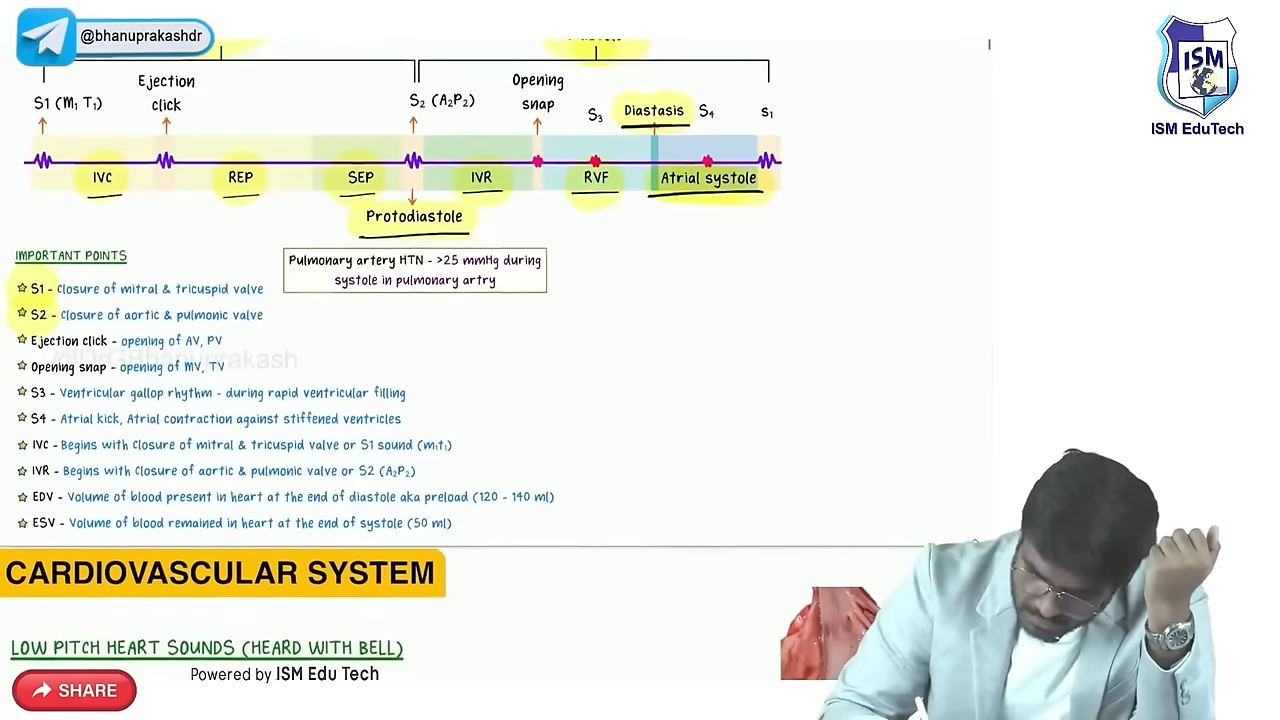 @bhanuprakashdr
ISM
ISM EduTech
Ejection
click
Opening
snap
S1 (M₁ T₁)
S₂ (A₂P₂)
S₃
Diastasis
S₄
S₁
IVC
REP
SEP
IVR
RVF
Atrial systole
Protodiastole
IMPORTANT POINTS
Pulmonary artery HTN - >25 mmHg during
systole in pulmonary artry
☆ S1 - Closure of mitral & tricuspid valve
☆ S2 - Closure of aortic & pulmonic valve
☆ Ejection click - opening of AV, PV
☆ Opening snap - opening of MV, TV
☆ S3 - Ventricular gallop rhythm - during rapid ventricular filling
☆ S4 - Atrial kick, Atrial contraction against stiffened ventricles
☆ IVC - Begins with closure of mitral & tricuspid valve or S1 sound (m₁t₁)
☆ IVR - Begins with closure of aortic & pulmonic valve or S2 (A₂P₂)
☆ EDV - Volume of blood present in heart at the end of diastole aka preload (120 - 140 ml)
☆ ESV - Volume of blood remained in heart at the end of systole (50 ml)
CARDIOVASCULAR SYSTEM
LOW PITCH HEART SOUNDS (HEARD WITH BELL)
Powered by ISM Edu Tech
SHARE